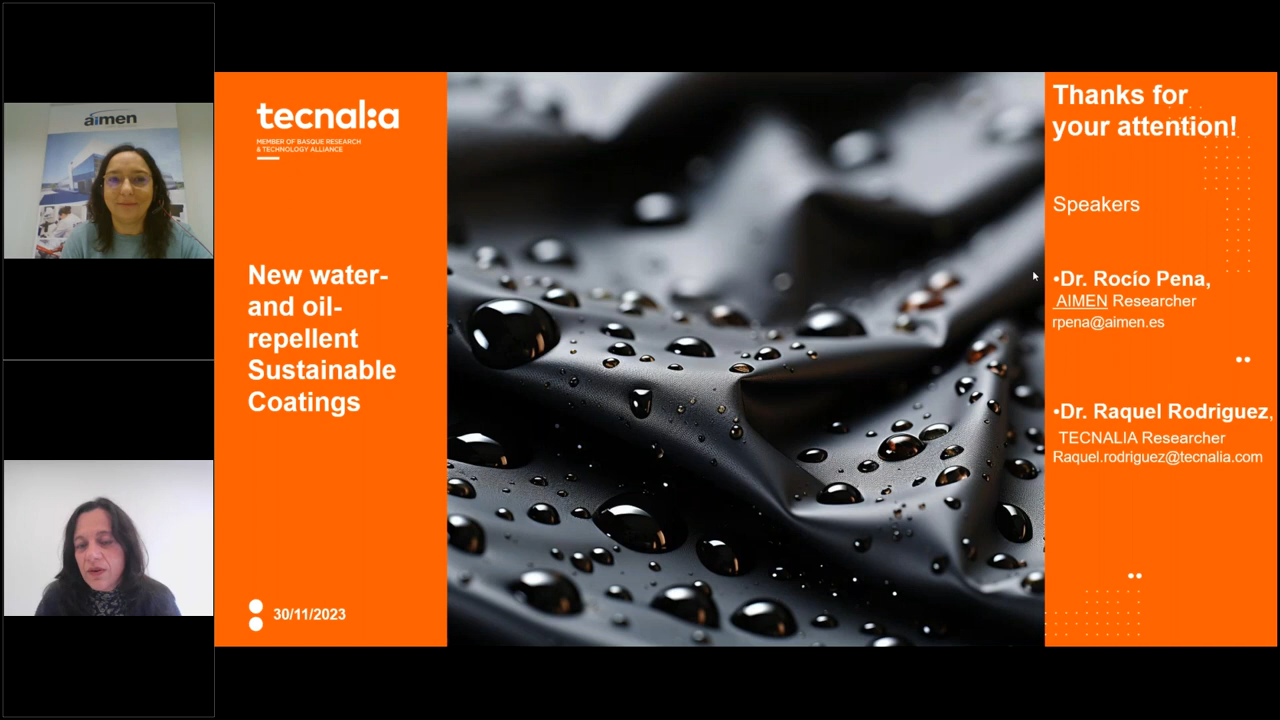 aimen
tecnal:a
MEMBER OF BASQUE RESEARCH
& TECHNOLOGY ALLIANCE
New water-
and oil-
repellent
Sustainable
Coatings
30/11/2023
Thanks for
your attention!
Speakers
•Dr. Rocío Pena,
AIMEN Researcher
rpena@aimen.es
•Dr. Raquel Rodriguez,
TECNALIA Researcher
Raquel.rodriguez@tecnalia.com